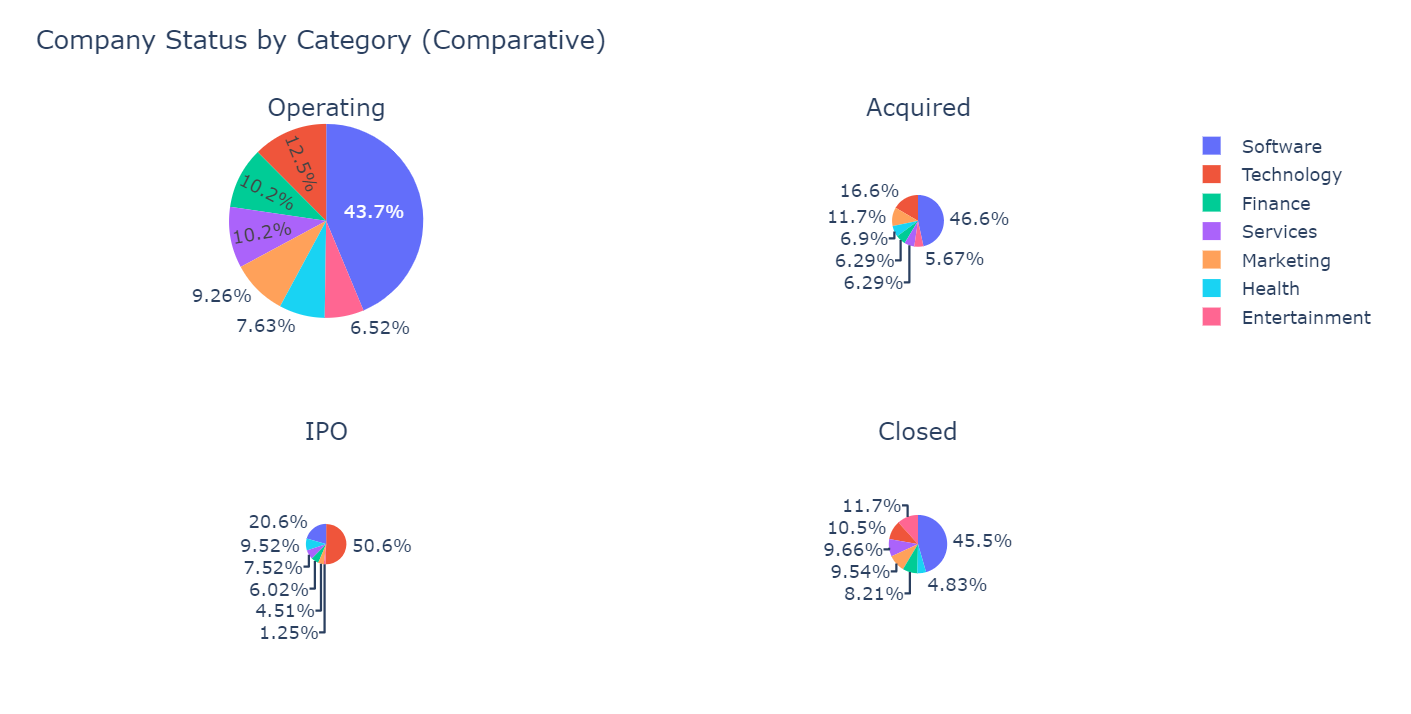 Company Status by Category (Comparative)
Operating
12.5%
10.2%
43.7%
10.2%
9.26%
7.63%
6.52%
Acquired
16.6%
11.7%
46.6%
6.9%
6.29%
5.67%
6.29%
Software
Technology
Finance
Services
Marketing
Health
Entertainment
IPO
20.6%
9.52%
50.6%
7.52%
6.02%
4.51%
1.25%
Closed
11.7%
10.5%
9.66%
45.5%
9.54%
4.83%
8.21%